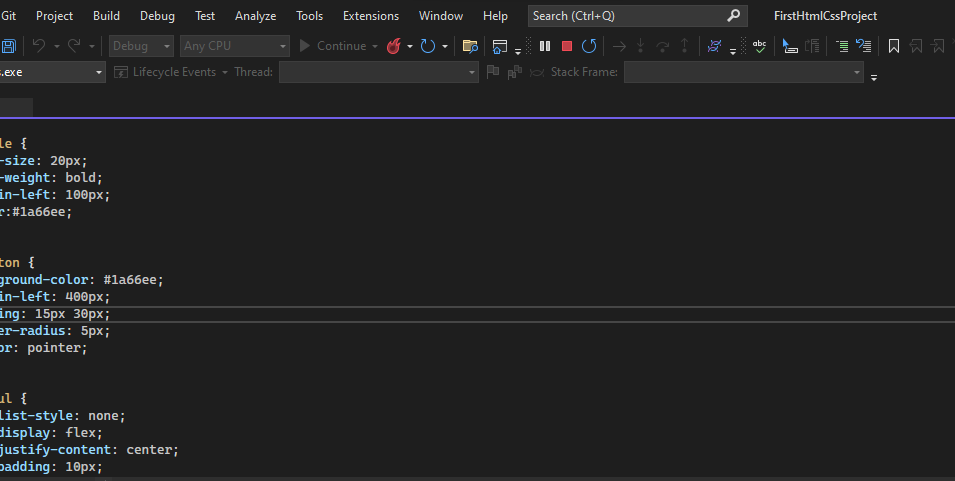 Git Project Build Debug Test Analyze Tools Extensions Window Help Search (Ctrl+Q) FirstHtmlCssProject
Debug Any CPU Continue abc
s.exe Lifecycle Events Thread: Stack Frame:
le {
-size: 20px;
-weight: bold;
in-left: 100px;
r:#1a66ee;
ton {
ground-color: #1a66ee;
in-left: 400px;
ing: 15px 30px;
er-radius: 5px;
or: pointer;
ul {
list-style: none;
display: flex;
justify-content: center;
padding: 10px;